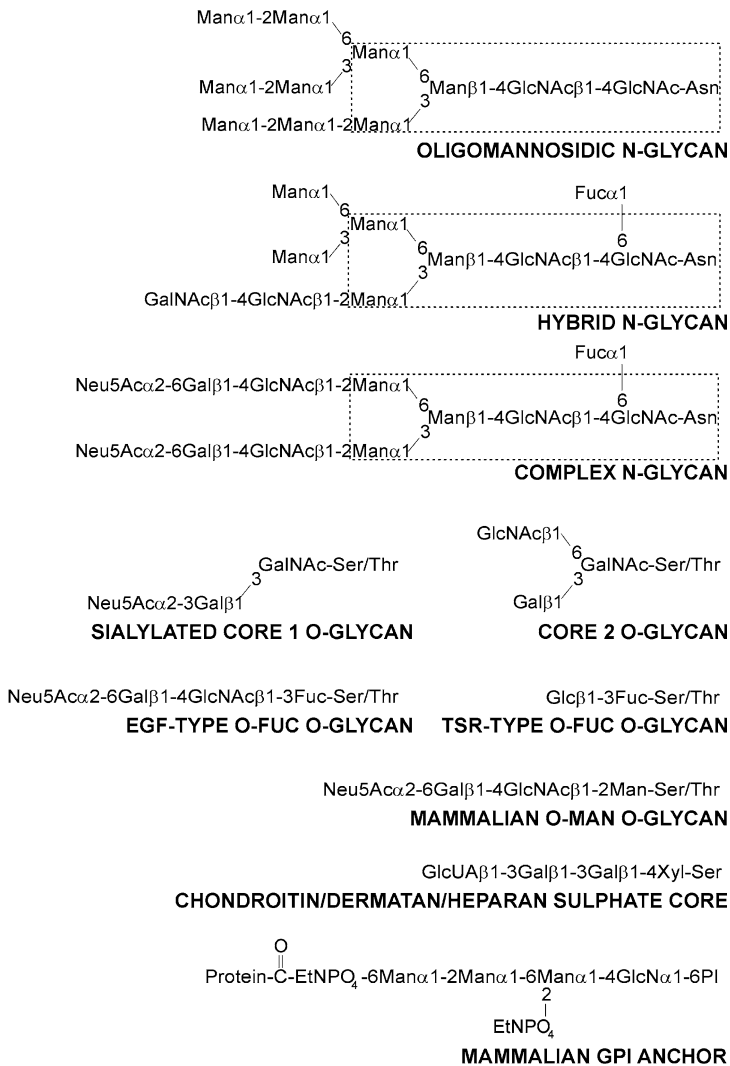 Manα1-2Manα1
6
Manα1
3
6
Manα1-2Manα1
Manβ1-4GlcNAcβ1-4GlcNAc-Asn
3
Manα1-2Manα1-2Manα1
OLIGOMANNOSIDIC N-GLYCAN
Manα1
Fucα1
6
Manα1
3
6
6
Manα1
Manβ1-4GlcNAcβ1-4GlcNAc-Asn
3
GalNAcβ1-4GlcNAcβ1-2Manα1
HYBRID N-GLYCAN
Fucα1
Neu5Acα2-6Galβ1-4GlcNAcβ1-2Manα1
6
6
Manβ1-4GlcNAcβ1-4GlcNAc-Asn
3
Neu5Acα2-6Galβ1-4GlcNAcβ1-2Manα1
COMPLEX N-GLYCAN
GalNAc-Ser/Thr
3
Neu5Acα2-3Galβ1
SIALYLATED CORE 1 O-GLYCAN
GlcNAcβ1
6
GalNAc-Ser/Thr
3
Galβ1
CORE 2 O-GLYCAN
Neu5Acα2-6Galβ1-4GlcNAcβ1-3Fuc-Ser/Thr
EGF-TYPE O-FUC O-GLYCAN
Glcβ1-3Fuc-Ser/Thr
TSR-TYPE O-FUC O-GLYCAN
Neu5Acα2-6Galβ1-4GlcNAcβ1-2Man-Ser/Thr
MAMMALIAN O-MAN O-GLYCAN
GlcUAβ1-3Galβ1-3Galβ1-4Xyl-Ser
CHONDROITIN/DERMATAN/HEPARAN SULPHATE CORE
O
Protein-C-EtNPO4-6Manα1-2Manα1-6Manα1-4GlcNα1-6PI
2
EtNPO4
MAMMALIAN GPI ANCHOR